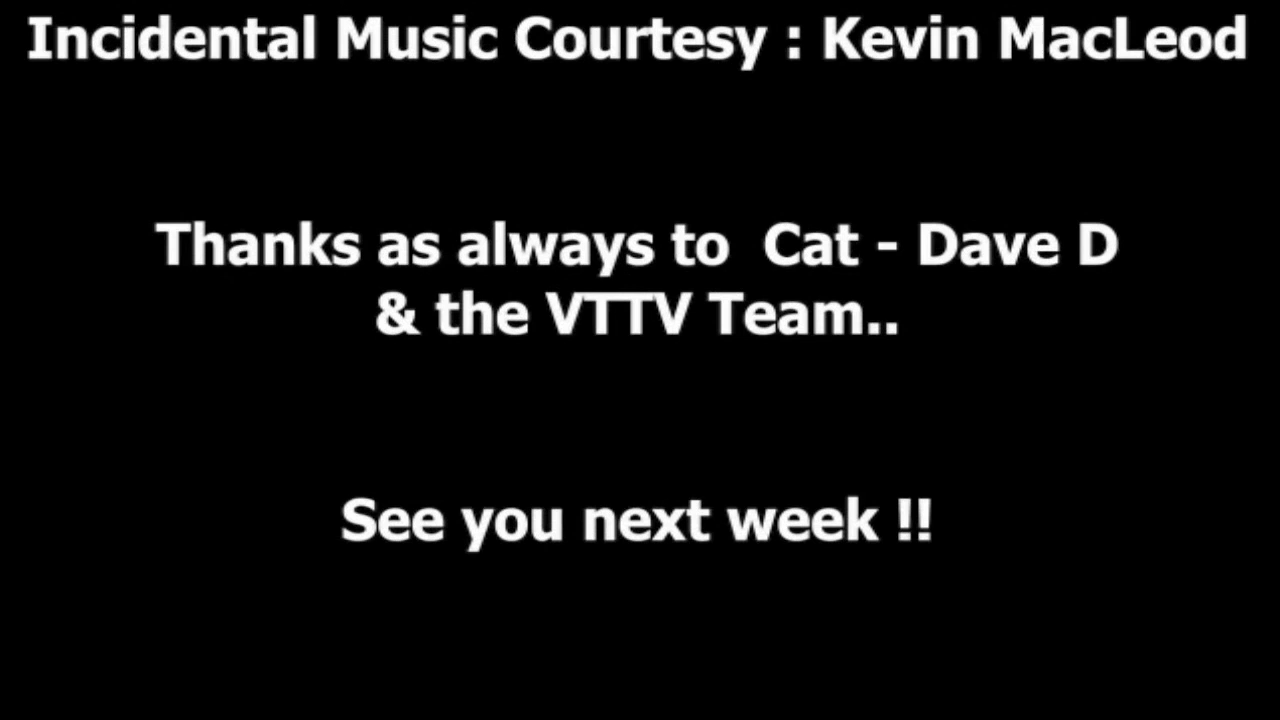 Incidental Music Courtesy : Kevin MacLeod
Thanks as always to  Cat - Dave D
& the VTTV Team..
See you next week !!